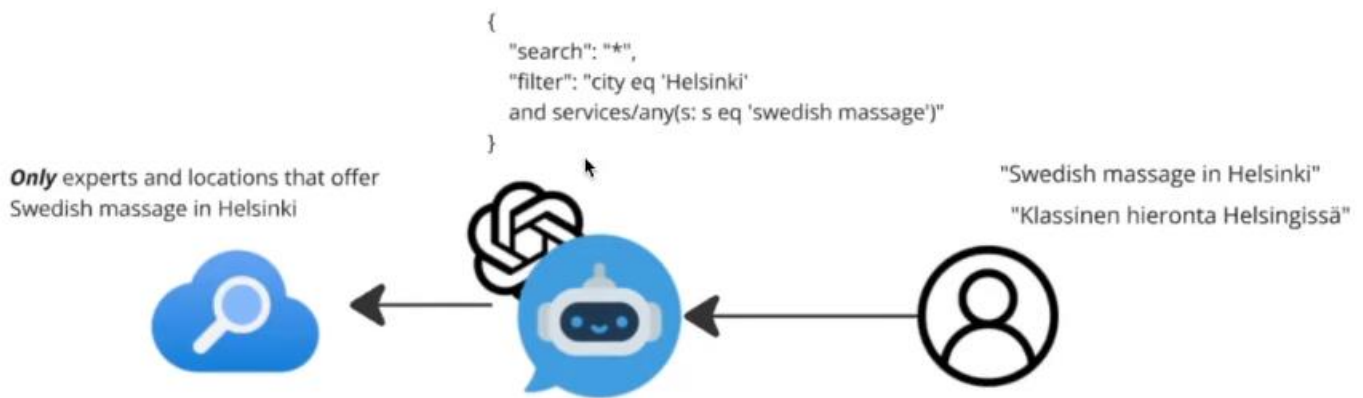 {
"search": "*",
"filter": "city eq 'Helsinki'
and services/any(s: s eq 'swedish massage')"
}
Only experts and locations that offer
Swedish massage in Helsinki
"Swedish massage in Helsinki"
"Klassinen hieronta Helsingissä"